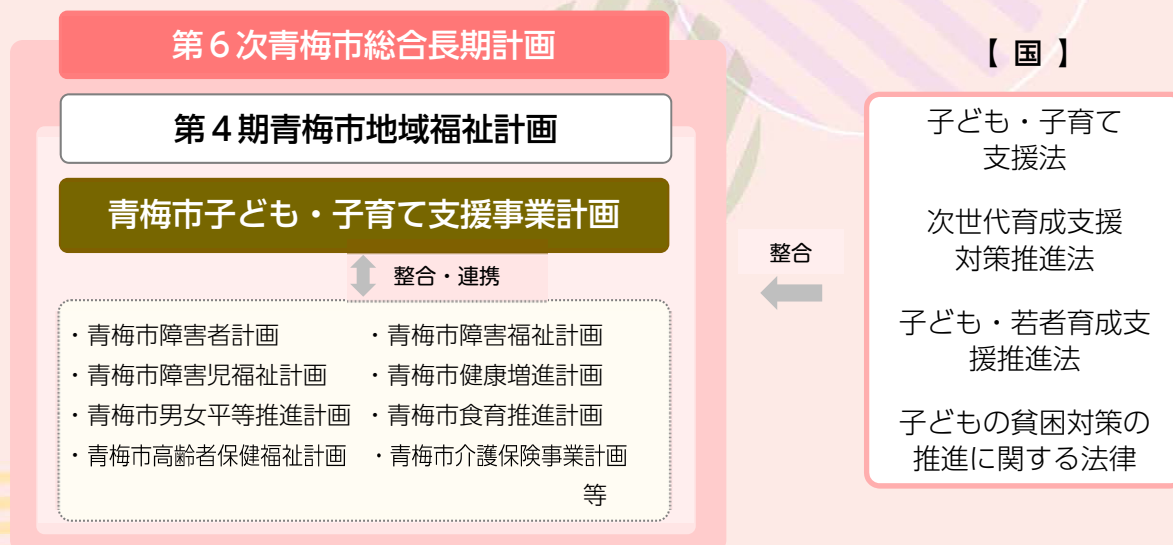 第６次青梅市総合長期計画
第４期青梅市地域福祉計画
青梅市子ども・子育て支援事業計画
整合・連携
・青梅市障害者計画 ・青梅市障害福祉計画
・青梅市障害児福祉計画 ・青梅市健康増進計画
・青梅市男女平等推進計画 ・青梅市食育推進計画
・青梅市高齢者保健福祉計画 ・青梅市介護保険事業計画
等
整合
【 国 】
子ども・子育て
支援法
次世代育成支援
対策推進法
子ども・若者育成支
援推進法
子どもの貧困対策の
推進に関する法律